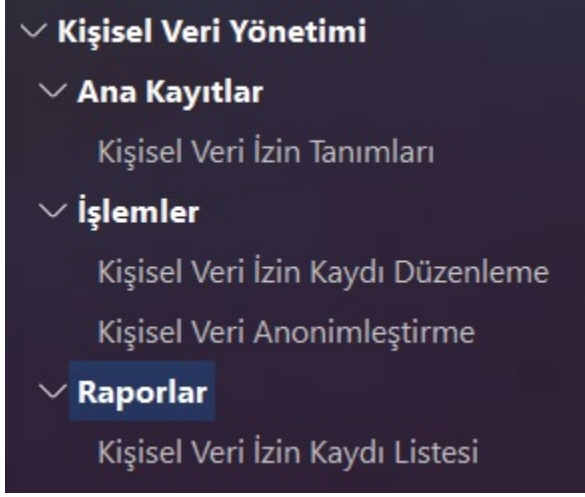 Kişisel Veri Yönetimi
Ana Kayıtlar
Kişisel Veri İzin Tanımları
İşlemler
Kişisel Veri İzin Kaydı Düzenleme
Kişisel Veri Anonimleştirme
Raporlar
Kişisel Veri İzin Kaydı Listesi